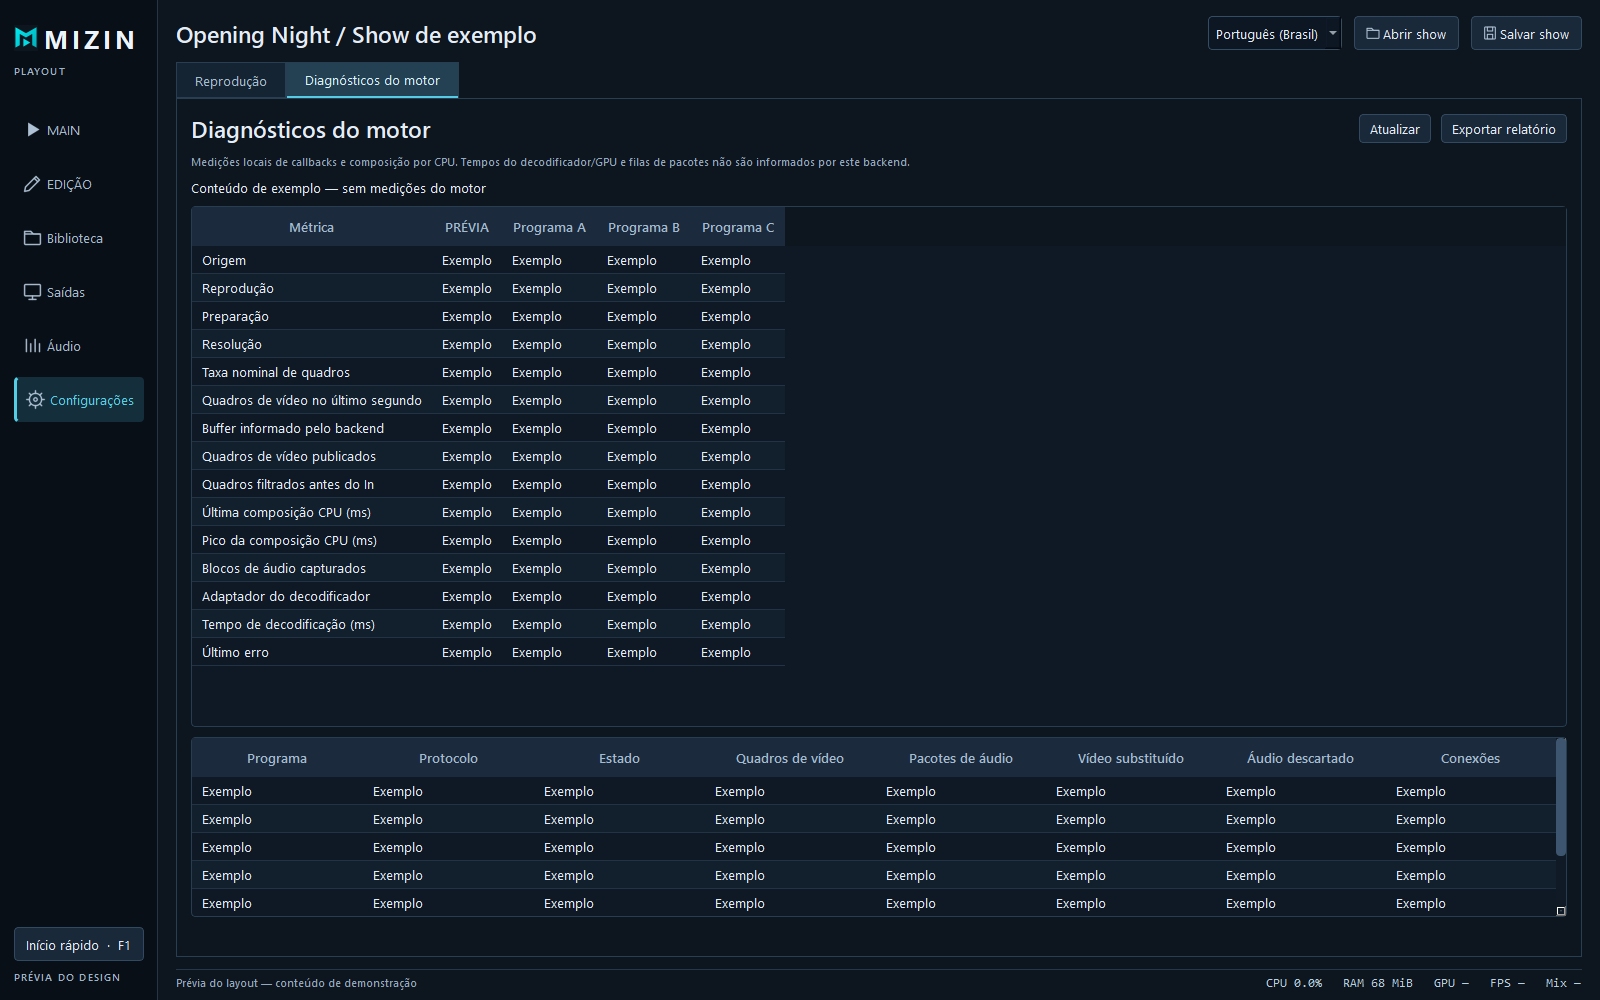 MIZIN
PLAYOUT
MAIN
EDIÇÃO
Biblioteca
Saídas
Áudio
Configurações
Início rápido · F1
PRÉVIA DO DESIGN
Opening Night / Show de exemplo
Português (Brasil)
Abrir show
Salvar show
Reprodução
Diagnósticos do motor
Diagnósticos do motor
Atualizar
Exportar relatório
Medições locais de callbacks e composição por CPU. Tempos do decodificador/GPU e filas de pacotes não são informados por este backend.
Conteúdo de exemplo — sem medições do motor
Métrica PRÉVIA Programa A Programa B Programa C
Origem Exemplo Exemplo Exemplo Exemplo
Reprodução Exemplo Exemplo Exemplo Exemplo
Preparação Exemplo Exemplo Exemplo Exemplo
Resolução Exemplo Exemplo Exemplo Exemplo
Taxa nominal de quadros Exemplo Exemplo Exemplo Exemplo
Quadros de vídeo no último segundo Exemplo Exemplo Exemplo Exemplo
Buffer informado pelo backend Exemplo Exemplo Exemplo Exemplo
Quadros de vídeo publicados Exemplo Exemplo Exemplo Exemplo
Quadros filtrados antes do In Exemplo Exemplo Exemplo Exemplo
Última composição CPU (ms) Exemplo Exemplo Exemplo Exemplo
Pico da composição CPU (ms) Exemplo Exemplo Exemplo Exemplo
Blocos de áudio capturados Exemplo Exemplo Exemplo Exemplo
Adaptador do decodificador Exemplo Exemplo Exemplo Exemplo
Tempo de decodificação (ms) Exemplo Exemplo Exemplo Exemplo
Último erro Exemplo Exemplo Exemplo Exemplo
Programa Protocolo Estado Quadros de vídeo Pacotes de áudio Vídeo substituído Áudio descartado Conexões
Exemplo Exemplo Exemplo Exemplo Exemplo Exemplo Exemplo Exemplo
Exemplo Exemplo Exemplo Exemplo Exemplo Exemplo Exemplo Exemplo
Exemplo Exemplo Exemplo Exemplo Exemplo Exemplo Exemplo Exemplo
Exemplo Exemplo Exemplo Exemplo Exemplo Exemplo Exemplo Exemplo
Exemplo Exemplo Exemplo Exemplo Exemplo Exemplo Exemplo Exemplo
Prévia do layout — conteúdo de demonstração
CPU 0.0% RAM 68 MiB GPU — FPS — Mix —